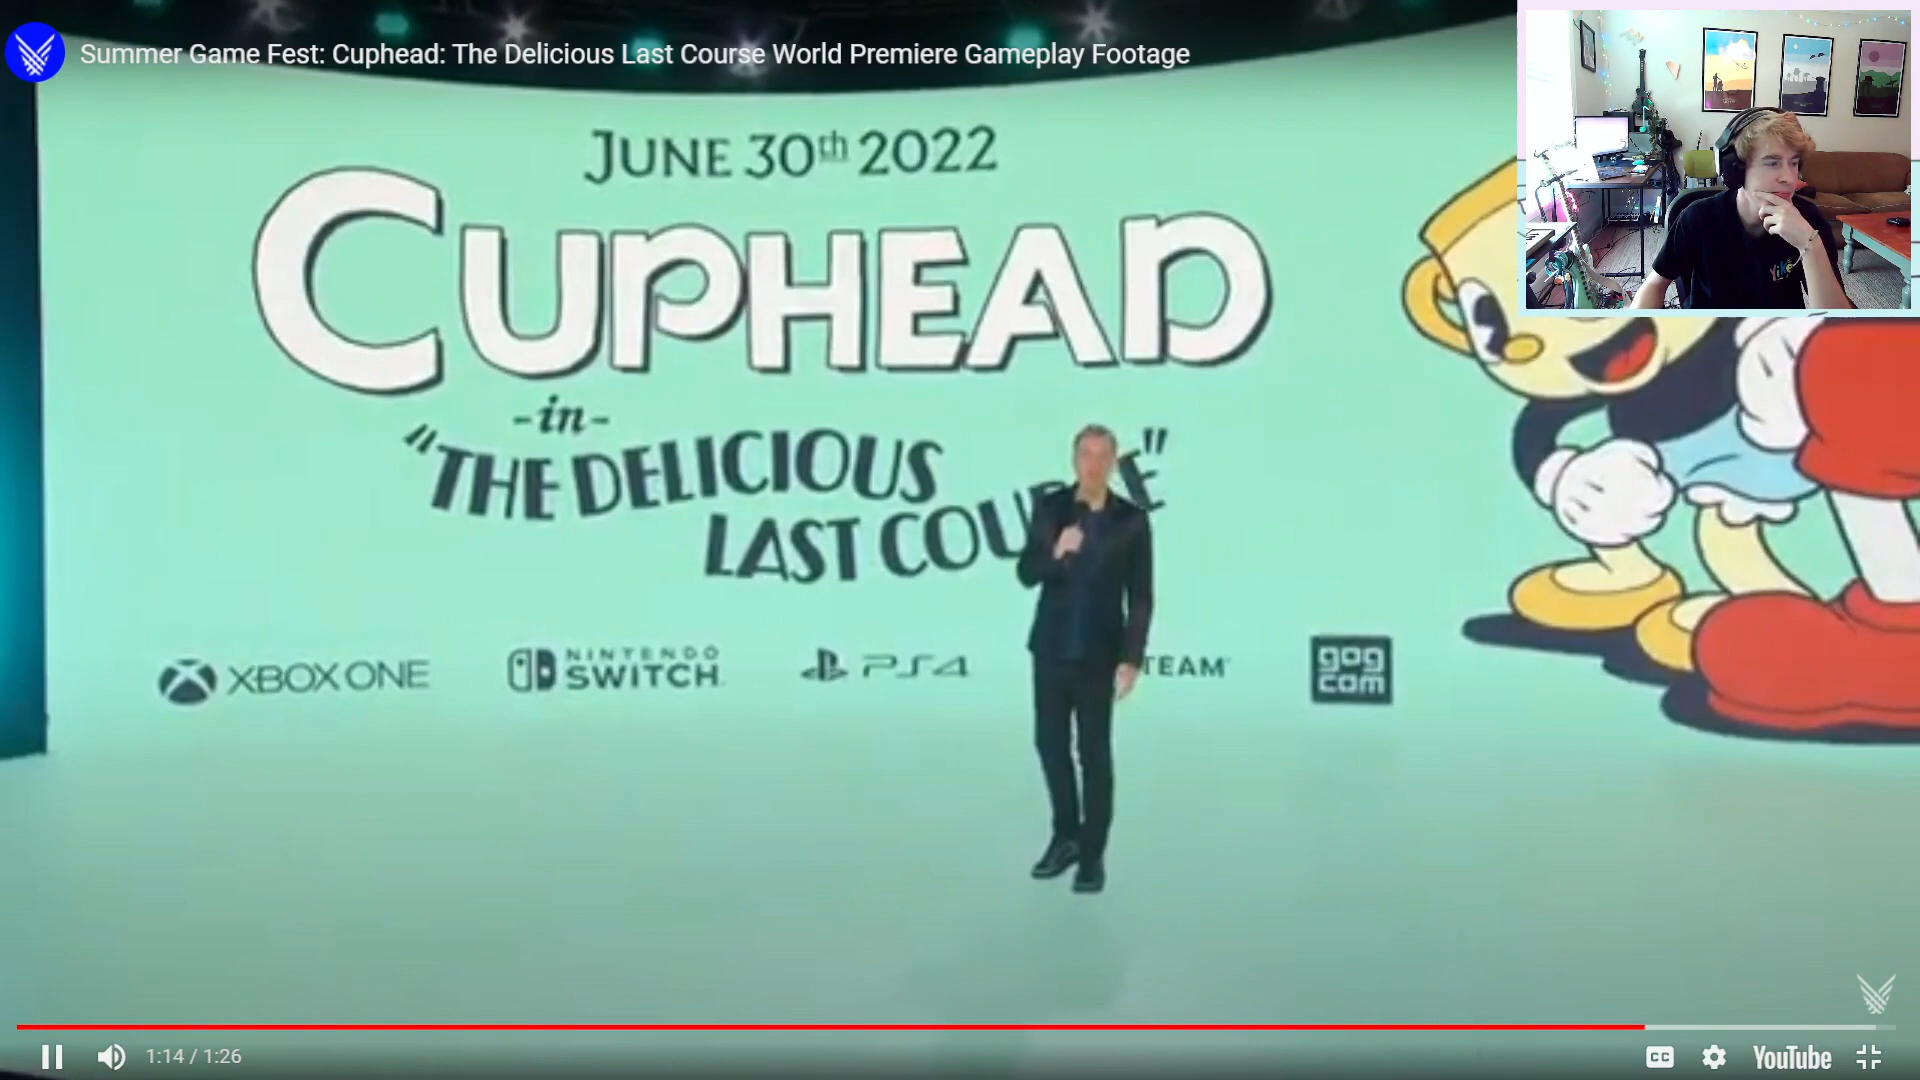 Summer Game Fest: Cuphead: The Delicious Last Course World Premiere Gameplay Footage
JUNE 30th 2022
CUPHEAD
-in-
"THE DELICIOUS
LAST COU E"
XBOX ONE
NINTENDO
SWITCH
PS4
TEAM
gog
com
1:14 / 1:26
CC
YouTube